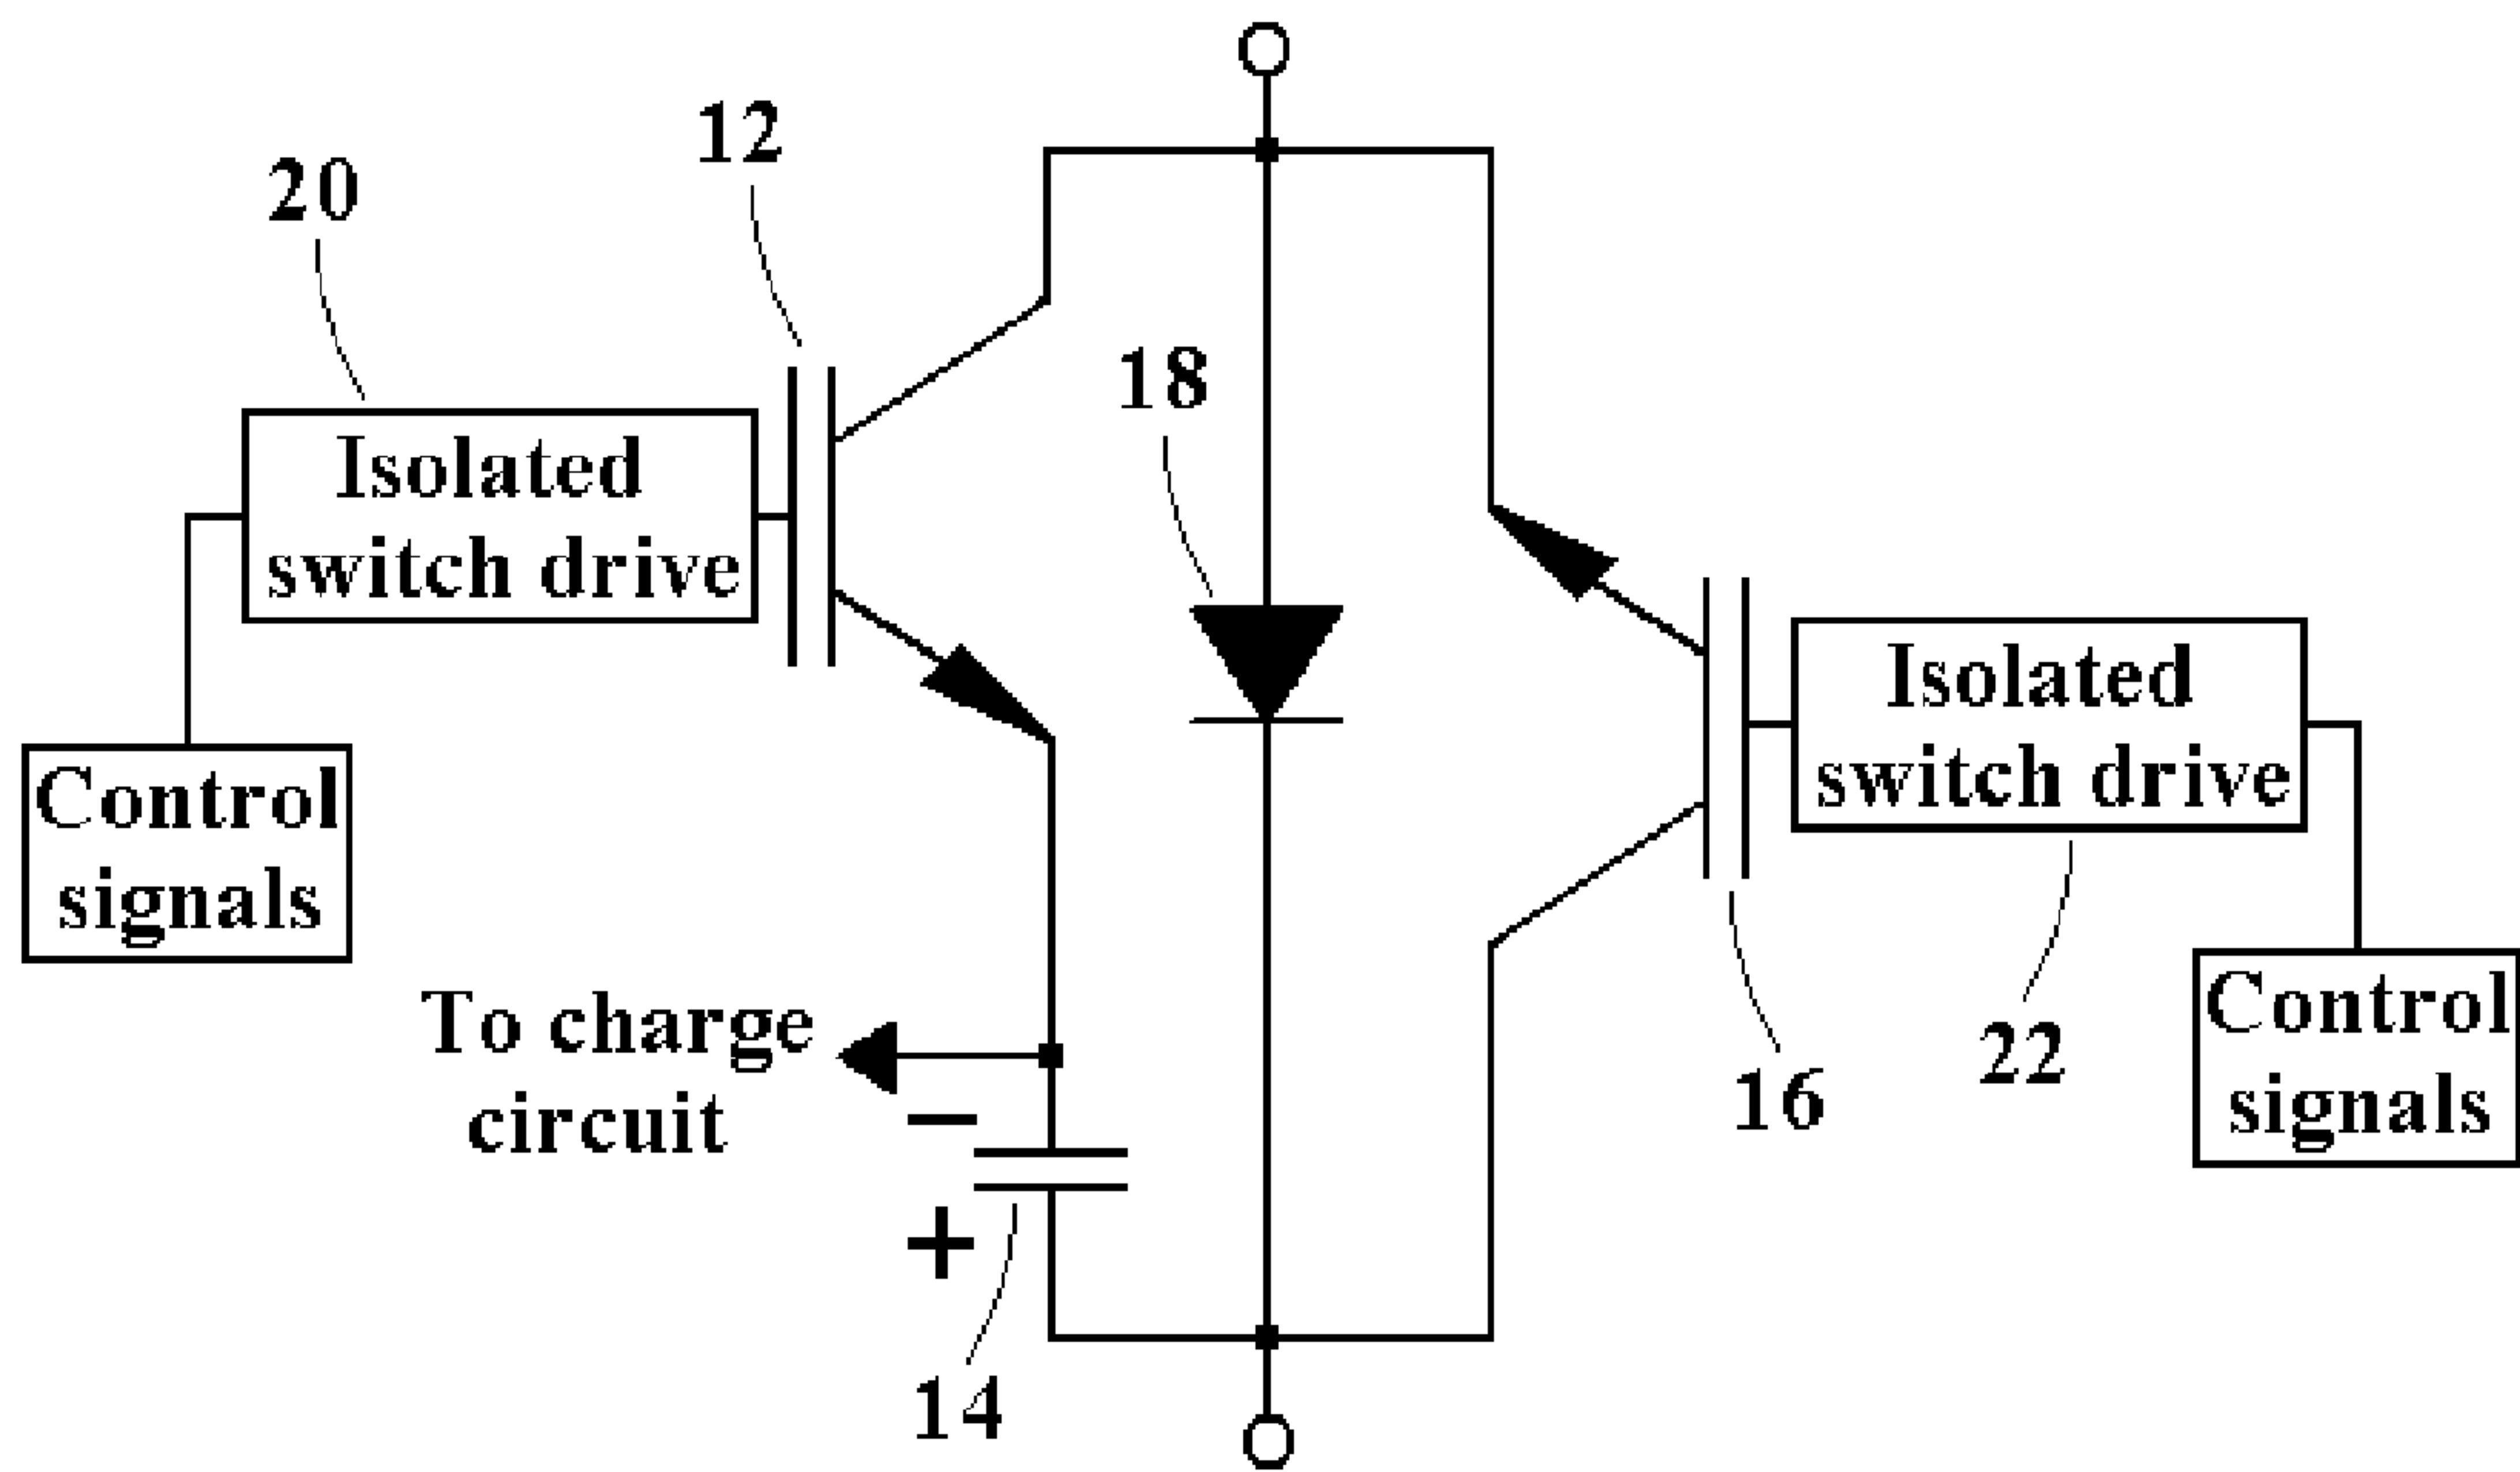 12
20
18
Isolated
switch drive
Isolated
switch drive
Control
signals
To charge
circuit
−
+
14
16
22
Control
signals